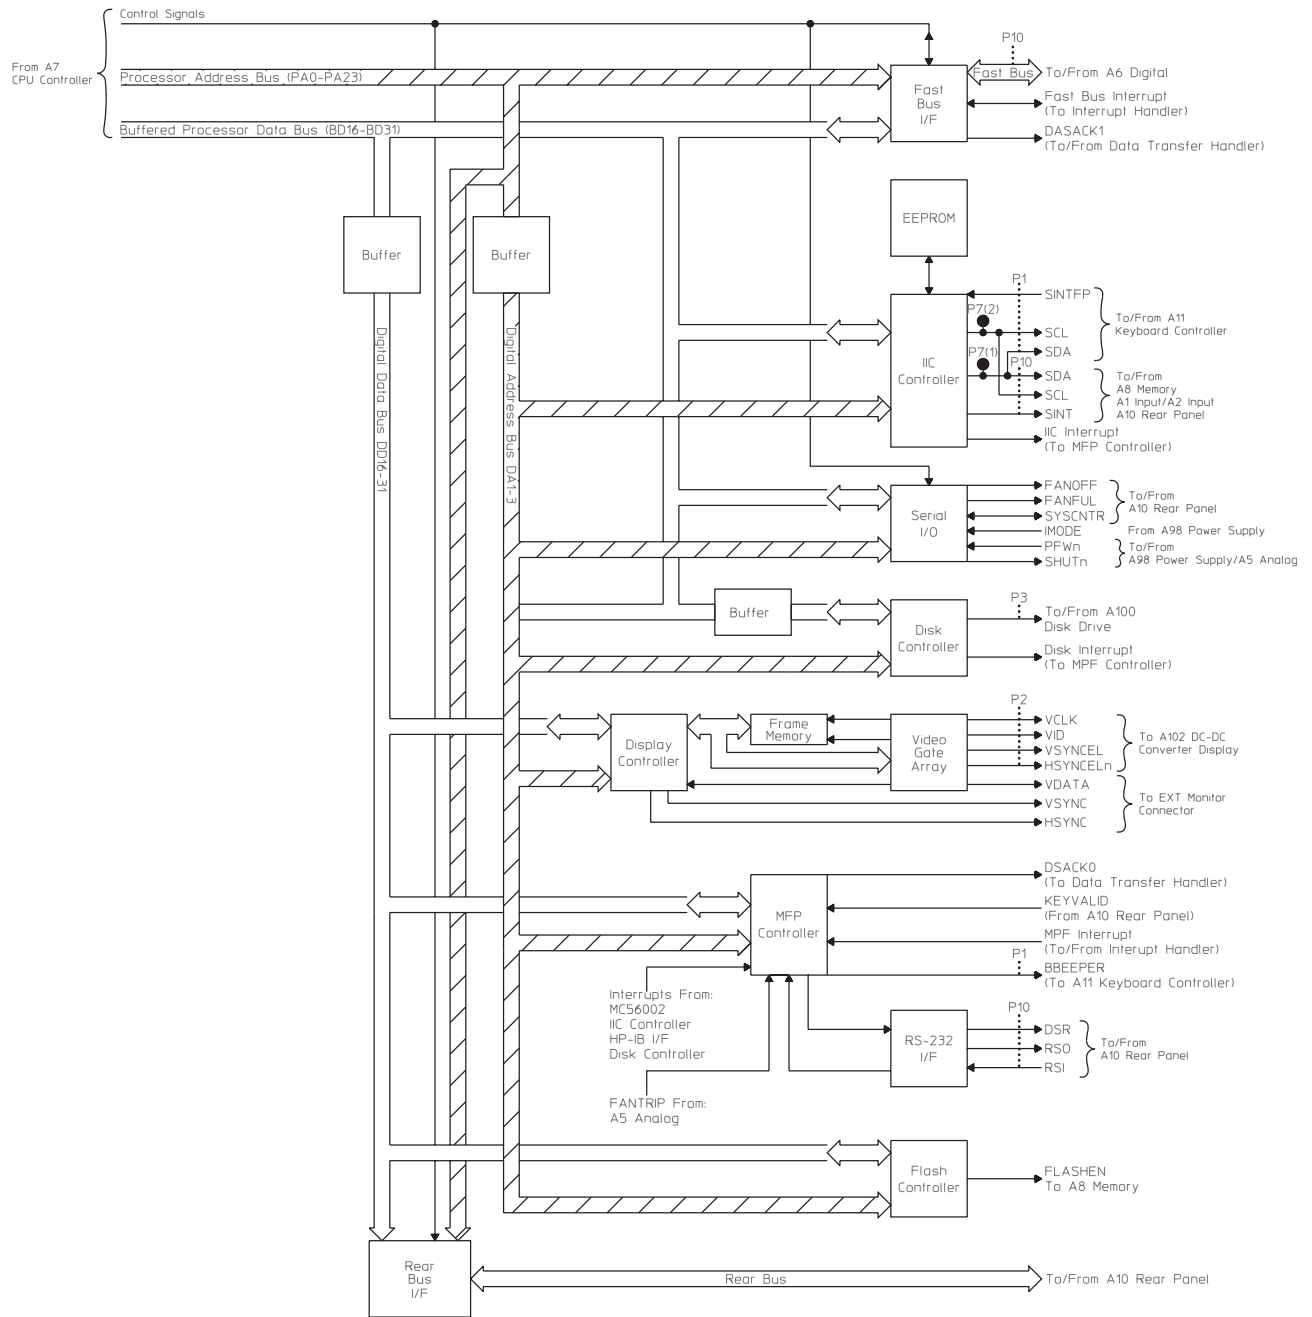 Control Signals
From A7
CPU Controller
Processor Address Bus (PA0-PA23)
Buffered Processor Data Bus (BD16-BD31)
Fast
Bus
I/F
P10
Fast Bus
To/From A6 Digital
Fast Bus Interrupt
(To Interrupt Handler)
DASACK1
(To/From Data Transfer Handler)
Buffer
Buffer
EEPROM
Digital Data Bus DD16-31
Digital Address Bus DA1-3
IIC
Controller
P7(2)
P7(1)
P1
P10
SINTFP
SCL
SDA
To/From A11
Keyboard Controller
SDA
SCL
SINT
To/From
A8 Memory
A1 Input/A2 Input
A10 Rear Panel
IIC Interrupt
(To MFP Controller)
Serial
I/O
FANOFF
FANFUL
SYSCNTR
To/From
A10 Rear Panel
IMODE
From A98 Power Supply
PFWn
SHUTn
To/From
A98 Power Supply/A5 Analog
Buffer
Disk
Controller
P3
To/From A100
Disk Drive
Disk Interrupt
(To MPF Controller)
Display
Controller
Frame
Memory
Video
Gate
Array
P2
VCLK
VID
VSYNCEL
HSYNCELn
To A102 DC-DC
Converter Display
VDATA
VSYNC
HSYNC
To EXT Monitor
Connector
MFP
Controller
DSACK0
(To Data Transfer Handler)
KEYVALID
(From A10 Rear Panel)
MPF Interrupt
(To/From Interupt Handler)
P1
BBEEPER
(To A11 Keyboard Controller)
Interrupts From:
MC56002
IIC Controller
HP-IB I/F
Disk Controller
RS-232
I/F
P10
DSR
RSO
RSI
To/From
A10 Rear Panel
FANTRIP From:
A5 Analog
Flash
Controller
FLASHEN
To A8 Memory
Rear
Bus
I/F
Rear Bus
To/From A10 Rear Panel